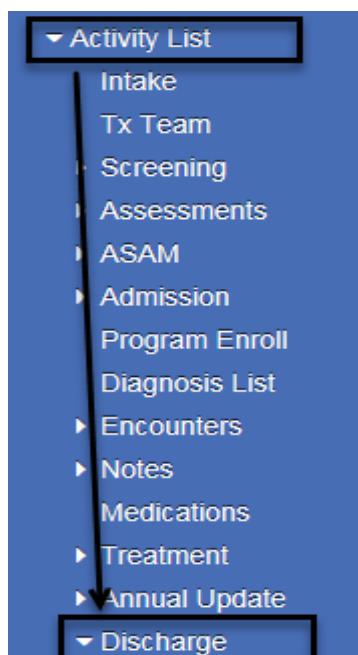 Activity List
Intake
Tx Team
Screening
Assessments
ASAM
Admission
Program Enroll
Diagnosis List
Encounters
Notes
Medications
Treatment
Annual Update
Discharge